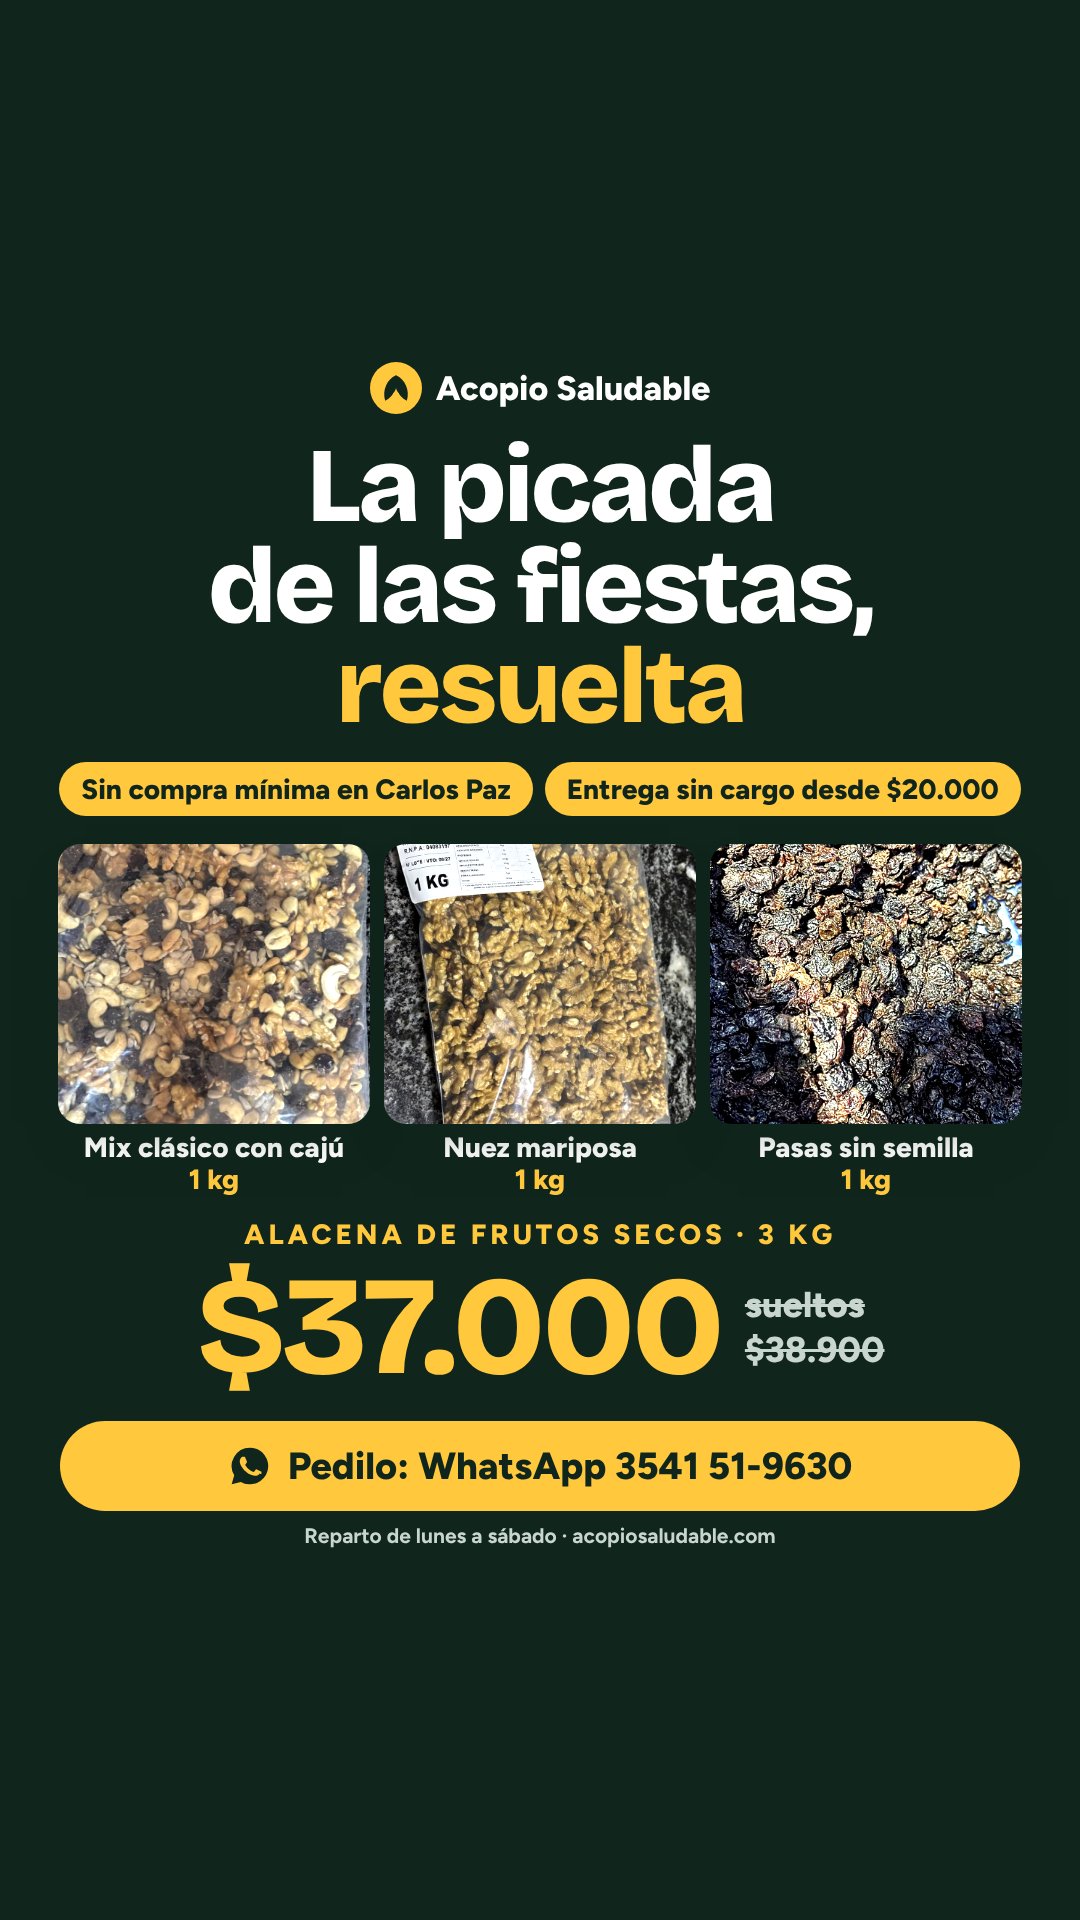 Acopio Saludable
La picada
de las fiestas,
resuelta
Sin compra mínima en Carlos Paz
Entrega sin cargo desde $20.000
1 KG
Mix clásico con cajú
1 kg
Nuez mariposa
1 kg
Pasas sin semilla
1 kg
ALACENA DE FRUTOS SECOS · 3 KG
$37.000
sueltos
$38.900
Pedilo: WhatsApp 3541 51-9630
Reparto de lunes a sábado · acopiosaludable.com